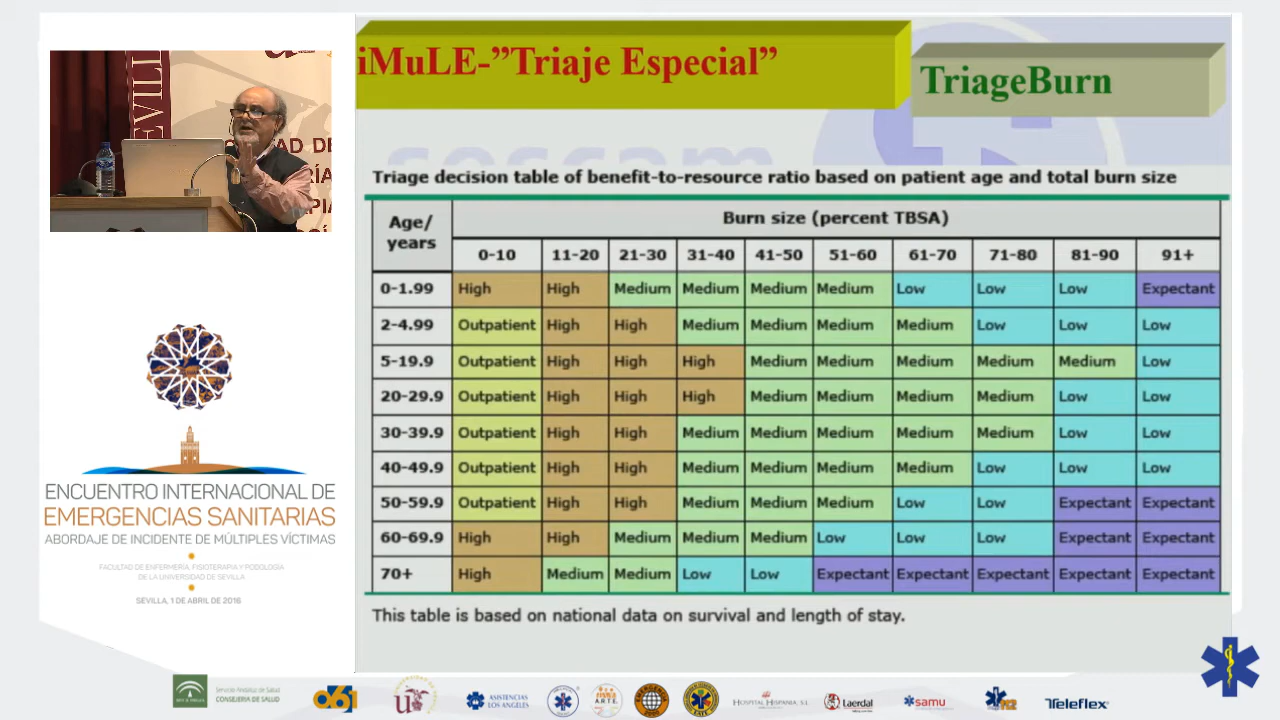 iMuLE-”Triaje Especial”
TriageBurn
Triage decision table of benefit-to-resource ratio based on patient age and total burn size
Age/ years Burn size (percent TBSA)
0-10 11-20 21-30 31-40 41-50 51-60 61-70 71-80 81-90 91+
0-1.99 High High Medium Medium Medium Medium Low Low Low Expectant
2-4.99 Outpatient High High Medium Medium Medium Medium Low Low Low
5-19.9 Outpatient High High High Medium Medium Medium Medium Medium Low
20-29.9 Outpatient High High High Medium Medium Medium Medium Low Low
30-39.9 Outpatient High High Medium Medium Medium Medium Medium Low Low
40-49.9 Outpatient High High Medium Medium Medium Medium Low Low Low
50-59.9 Outpatient High High Medium Medium Medium Low Low Expectant Expectant
60-69.9 High High Medium Medium Medium Low Low Low Expectant Expectant
70+ High Medium Medium Low Low Expectant Expectant Expectant Expectant Expectant
This table is based on national data on survival and length of stay.
ENCUENTRO INTERNACIONAL DE
EMERGENCIAS SANITARIAS
ABORDAJE DE INCIDENTE DE MÚLTIPLES VÍCTIMAS
FACULTAD DE ENFERMERÍA, FISIOTERAPIA Y PODOLOGÍA
DE LA UNIVERSIDAD DE SEVILLA
SEVILLA, 1 DE ABRIL DE 2016
Servicio Andaluz de Salud
CONSEJERÍA DE SALUD
061
ASISTENCIAS
LOS ANGELES
HOSPITAL HISPANIA, S.L.
Laerdal
samu
Teleflex